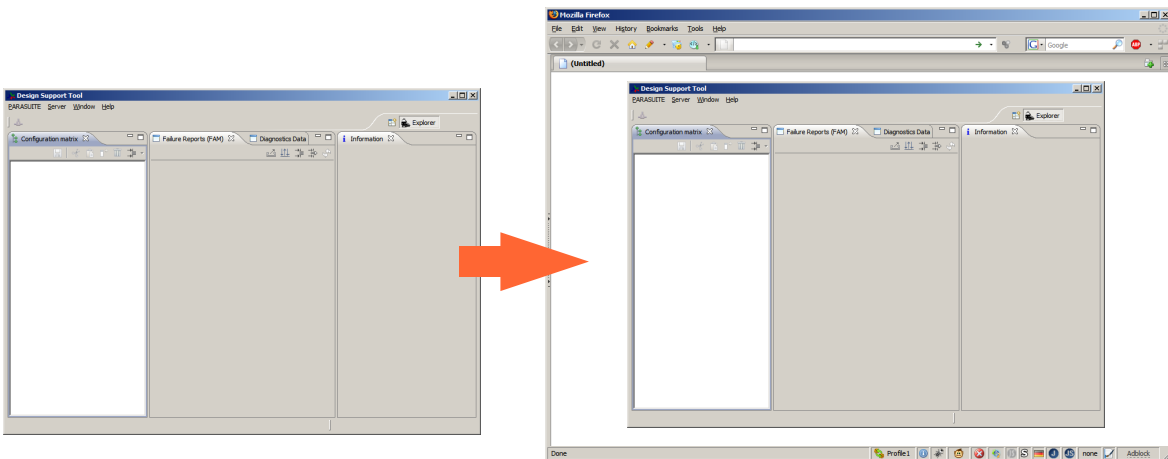 Design Support Tool
PARASUITE Server Window Help
Explorer
Configuration matrix
Failure Reports (FAM)
Diagnostics Data
Information
Mozilla Firefox
File Edit View History Bookmarks Tools Help
Google
ABP
(Untitled)
Design Support Tool
PARASUITE Server Window Help
Explorer
Configuration matrix
Failure Reports (FAM)
Diagnostics Data
Information
Done
Profile1
S
JS
none
Adblock